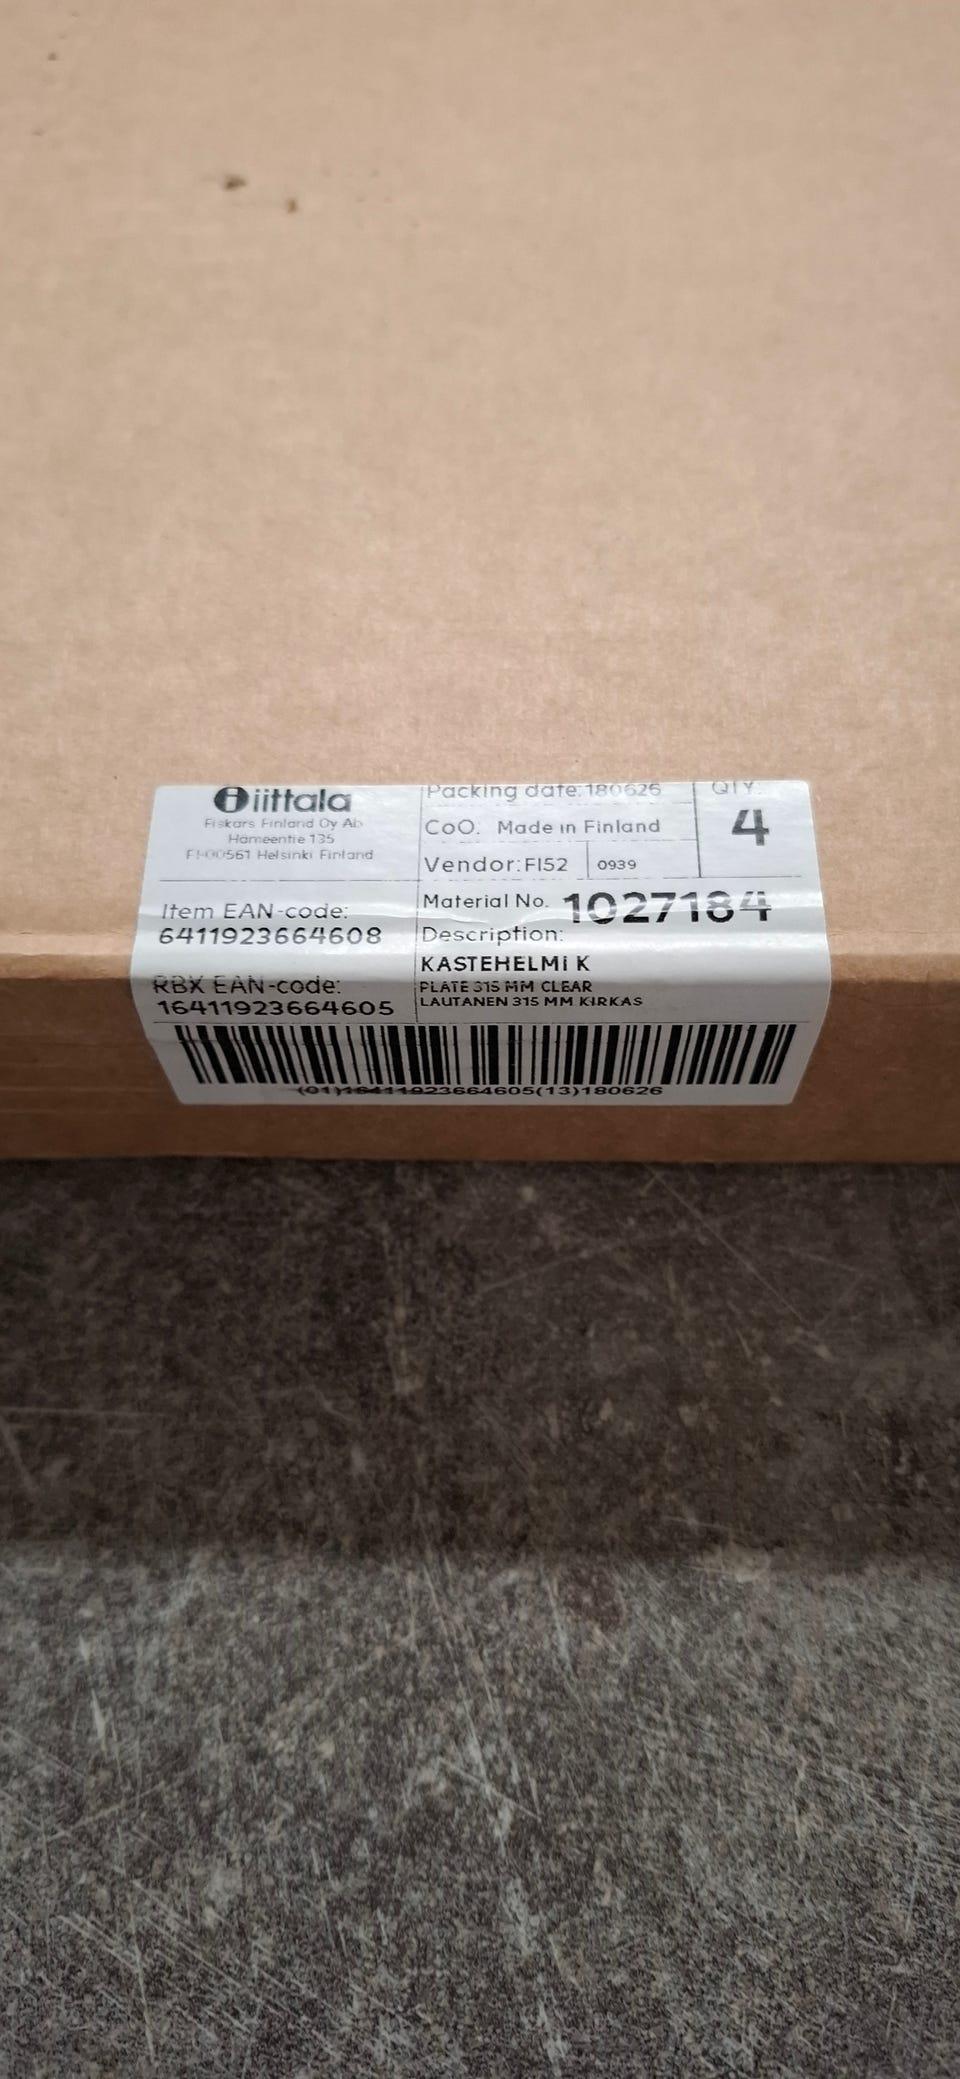 iittala
Fiskars Finland Oy Ab
Hämeentie 135
FI-00561 Helsinki Finland
Packing date: 180626
QTY:
4
CoO: Made in Finland
Vendor: FI52 0939
Item EAN-code:
6411923664608
RBX EAN-code:
16411923664605
Material No. 1027184
Description:
KASTEHELMI K
PLATE 315 MM CLEAR
LAUTANEN 315 MM KIRKAS
(01)16411923664605(13)180626